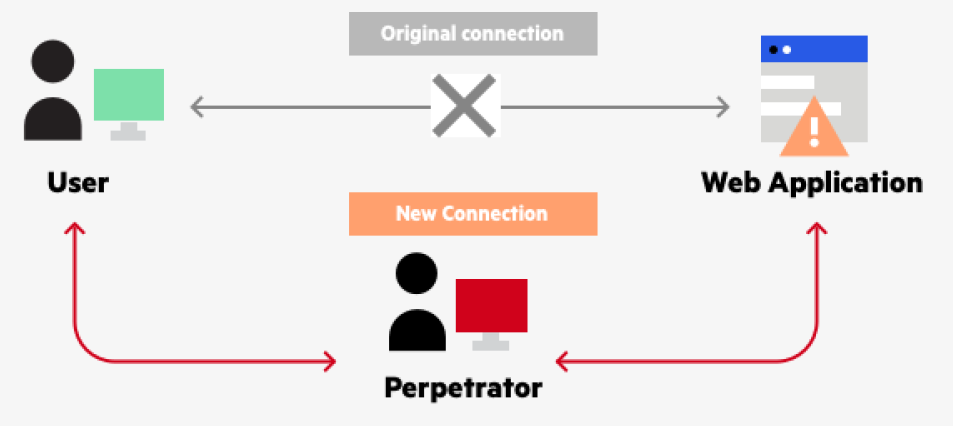 Original connection
User
Web Application
New Connection
Perpetrator